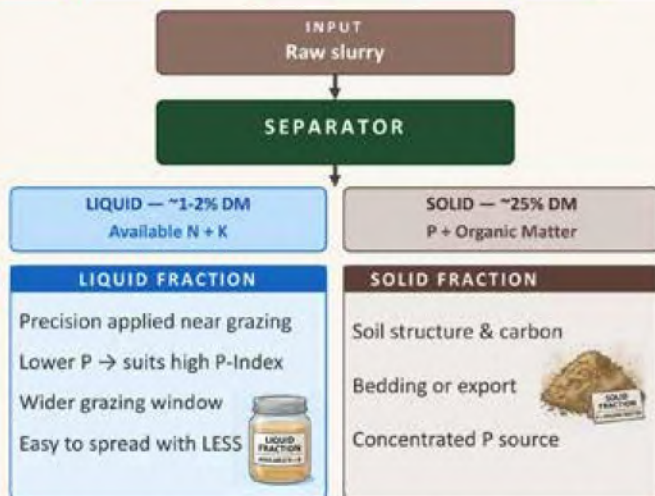 INPUT
Raw slurry
SEPARATOR
LIQUID — ~1-2% DM
Available N + K
SOLID — ~25% DM
P + Organic Matter
LIQUID FRACTION
Precision applied near grazing
Lower P → suits high P-Index
Wider grazing window
Easy to spread with LESS
LIQUID
FRACTION
SOLID FRACTION
Soil structure & carbon
Bedding or export
Concentrated P source
SOLID
FRACTION